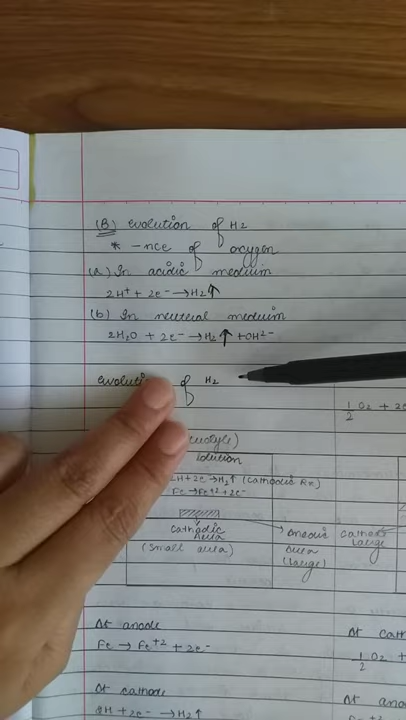 (B) evolution of H2
* -nce of oxygen
(a) In acidic medium
2H+ + 2e- → H2↑
(b) In neutral medium
2H2O + 2e- → H2↑ + OH2-
evoluti of H2
1/2 O2 + 2e
solution
2H + 2e → H2↑ (Cathodic Rx)
Fe → Fe+2 + 2e-
cathodic Area
(small area)
anodic area (large)
cathodic Large
At anode
Fe → Fe+2 + 2e-
At cathode
2H + 2e- → H2↑
At cath
1/2 O2 +
At ano